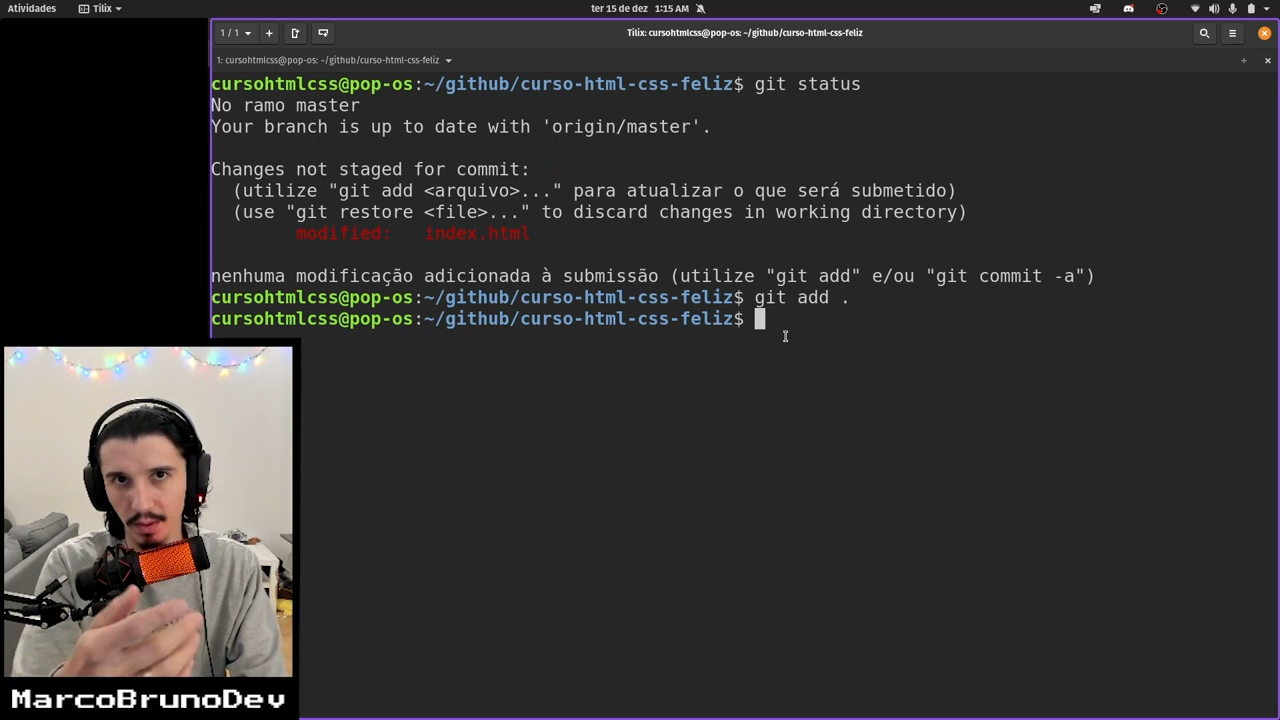 Atividades
Tilix
ter 15 de dez 1:15 AM
1 / 1
Tilix: cursohtmlcss@pop-os: ~/github/curso-html-css-feliz
1: cursohtmlcss@pop-os: ~/github/curso-html-css-feliz
cursohtmlcss@pop-os:~/github/curso-html-css-feliz$ git status
No ramo master
Your branch is up to date with 'origin/master'.
Changes not staged for commit:
(utilize "git add <arquivo>..." para atualizar o que será submetido)
(use "git restore <file>..." to discard changes in working directory)
modified: index.html
nenhuma modificação adicionada à submissão (utilize "git add" e/ou "git commit -a")
cursohtmlcss@pop-os:~/github/curso-html-css-feliz$ git add .
cursohtmlcss@pop-os:~/github/curso-html-css-feliz$
MarcoBrunoDev